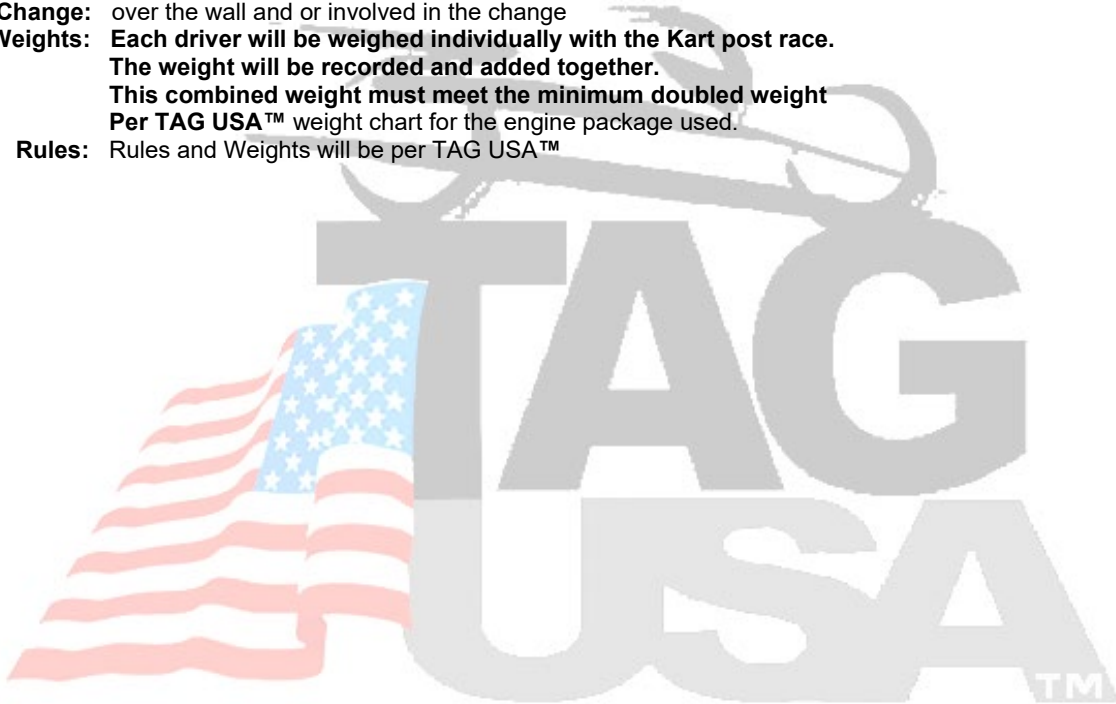 Change: over the wall and or involved in the change
Weights: Each driver will be weighed individually with the Kart post race.
The weight will be recorded and added together.
This combined weight must meet the minimum doubled weight
Per TAG USA™ weight chart for the engine package used.
Rules: Rules and Weights will be per TAG USA™
TAG
USA
TM